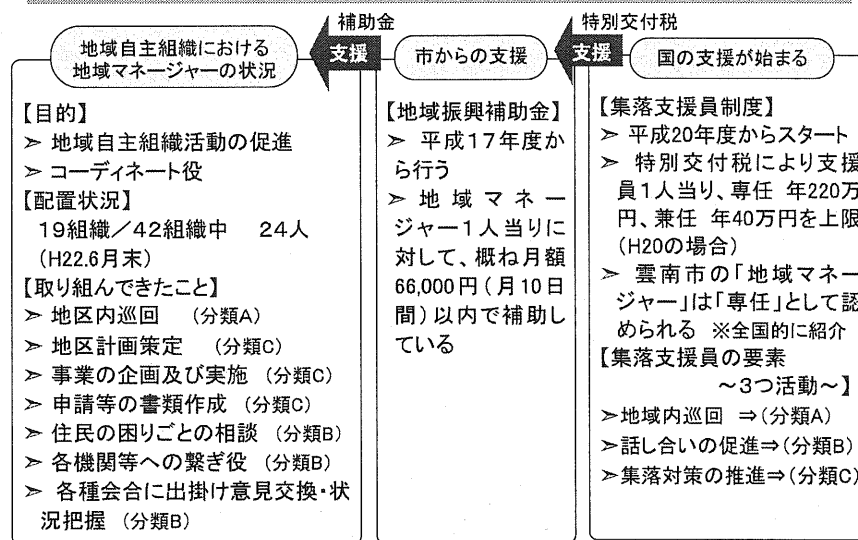 補助金
特別交付税
地域自主組織における
地域マネージャーの状況
支援
市からの支援
支援
国の支援が始まる
【目的】
➢ 地域自主組織活動の促進
➢ コーディネート役
【配置状況】
19組織／42組織中　24人
(H22.6月末)
【取り組んできたこと】
➢ 地区内巡回　(分類A)
➢ 地区計画策定　(分類C)
➢ 事業の企画及び実施 (分類C)
➢ 申請等の書類作成 (分類C)
➢ 住民の困りごとの相談 (分類B)
➢ 各機関等への繋ぎ役 (分類B)
➢ 各種会合に出掛け意見交換・状
況把握 (分類B)
【地域振興補助金】
➢ 平成17年度か
ら行う
➢ 地域マネー
ジャー1人当りに
対して、概ね月額
66,000円(月10日
間)以内で補助し
ている
【集落支援員制度】
➢ 平成20年度からスタート
➢ 特別交付税により支援
員1人当り、専任 年220万
円、兼任 年40万円を上限
(H20の場合)
➢ 雲南市の「地域マネー
ジャー」は「専任」として認
められる ※全国的に紹介
【集落支援員の要素
～3つ活動～】
➢地域内巡回 ⇒(分類A)
➢話し合いの促進⇒(分類B)
➢集落対策の推進⇒(分類C)